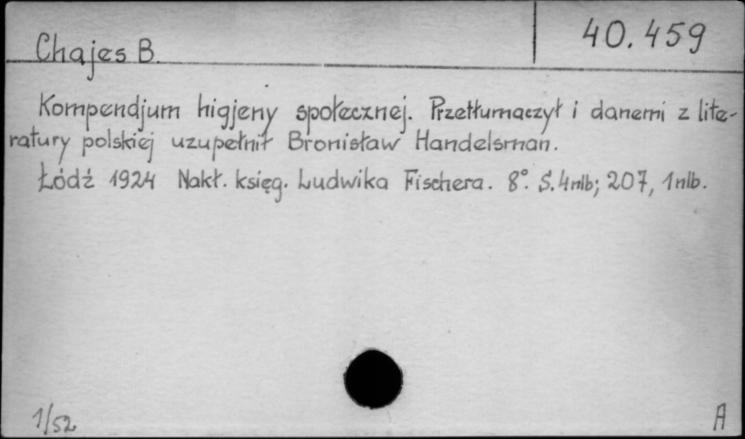 40.459
Chajes B.
Kompendjum higjeny społecznej. Przetłumaczył i danemi z lite-
ratury polskiej uzupełnił Bronisław Handelsman.
Łódź 1924 Nakł. księg. Ludwika Fischera. 8° S. 4nlb; 207, 1nlb.
1/52
A